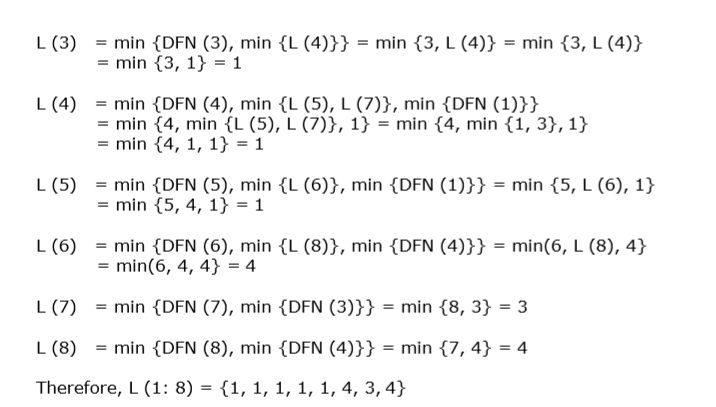 L (3) = min {DFN (3), min {L (4)}} = min {3, L (4)} = min {3, L (4)}
= min {3, 1} = 1
L (4) = min {DFN (4), min {L (5), L (7)}, min {DFN (1)}}
= min {4, min {L (5), L (7)}, 1} = min {4, min {1, 3}, 1}
= min {4, 1, 1} = 1
L (5) = min {DFN (5), min {L (6)}, min {DFN (1)}} = min {5, L (6), 1}
= min {5, 4, 1} = 1
L (6) = min {DFN (6), min {L (8)}, min {DFN (4)}} = min(6, L (8), 4}
= min(6, 4, 4} = 4
L (7) = min {DFN (7), min {DFN (3)}} = min {8, 3} = 3
L (8) = min {DFN (8), min {DFN (4)}} = min {7, 4} = 4
Therefore, L (1: 8) = {1, 1, 1, 1, 1, 4, 3, 4}